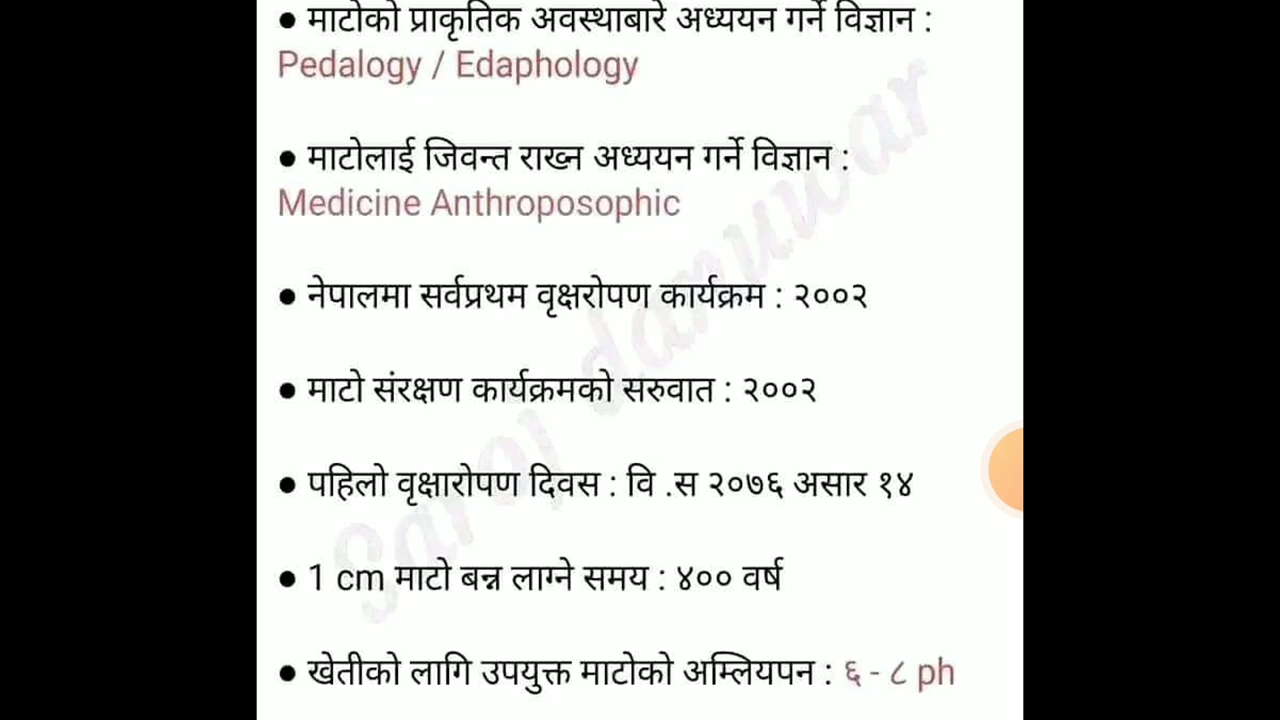 ● माटोको प्राकृतिक अवस्थाबारे अध्ययन गर्ने विज्ञान :
Pedalogy / Edaphology
● माटोलाई जिवन्त राख्न अध्ययन गर्ने विज्ञान :
Medicine Anthroposophic
● नेपालमा सर्वप्रथम वृक्षरोपण कार्यक्रम : २००२
● माटो संरक्षण कार्यक्रमको सरुवात : २००२
● पहिलो वृक्षारोपण दिवस : वि .स २०७६ असार १४
● 1 cm माटो बन्न लाग्ने समय : ४०० वर्ष
● खेतीको लागि उपयुक्त माटोको अम्लियपन : ६ - ८ ph
Saroj danuwar